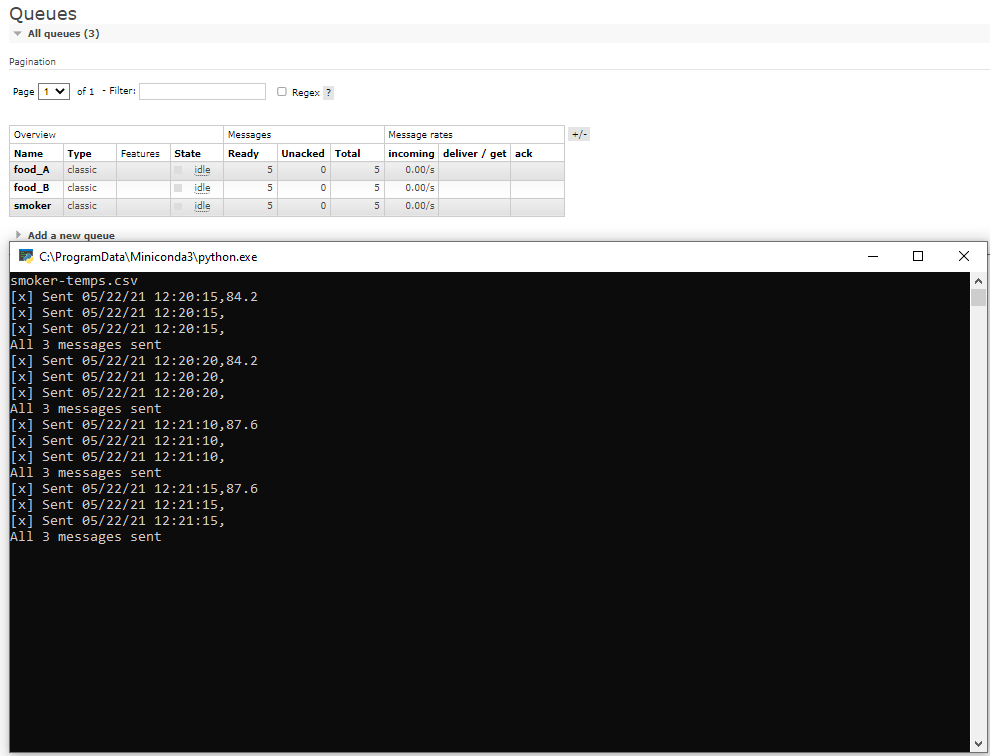 Queues
All queues (3)
Pagination
Page 1 of 1 - Filter: Regex ?
Overview Messages Message rates +/-
Name Type Features State Ready Unacked Total incoming deliver / get ack
food_A classic idle 5 0 5 0.00/s
food_B classic idle 5 0 5 0.00/s
smoker classic idle 5 0 5 0.00/s
Add a new queue
C:\ProgramData\Miniconda3\python.exe
smoker-temps.csv
[x] Sent 05/22/21 12:20:15,84.2
[x] Sent 05/22/21 12:20:15,
[x] Sent 05/22/21 12:20:15,
All 3 messages sent
[x] Sent 05/22/21 12:20:20,84.2
[x] Sent 05/22/21 12:20:20,
[x] Sent 05/22/21 12:20:20,
All 3 messages sent
[x] Sent 05/22/21 12:21:10,87.6
[x] Sent 05/22/21 12:21:10,
[x] Sent 05/22/21 12:21:10,
All 3 messages sent
[x] Sent 05/22/21 12:21:15,87.6
[x] Sent 05/22/21 12:21:15,
[x] Sent 05/22/21 12:21:15,
All 3 messages sent